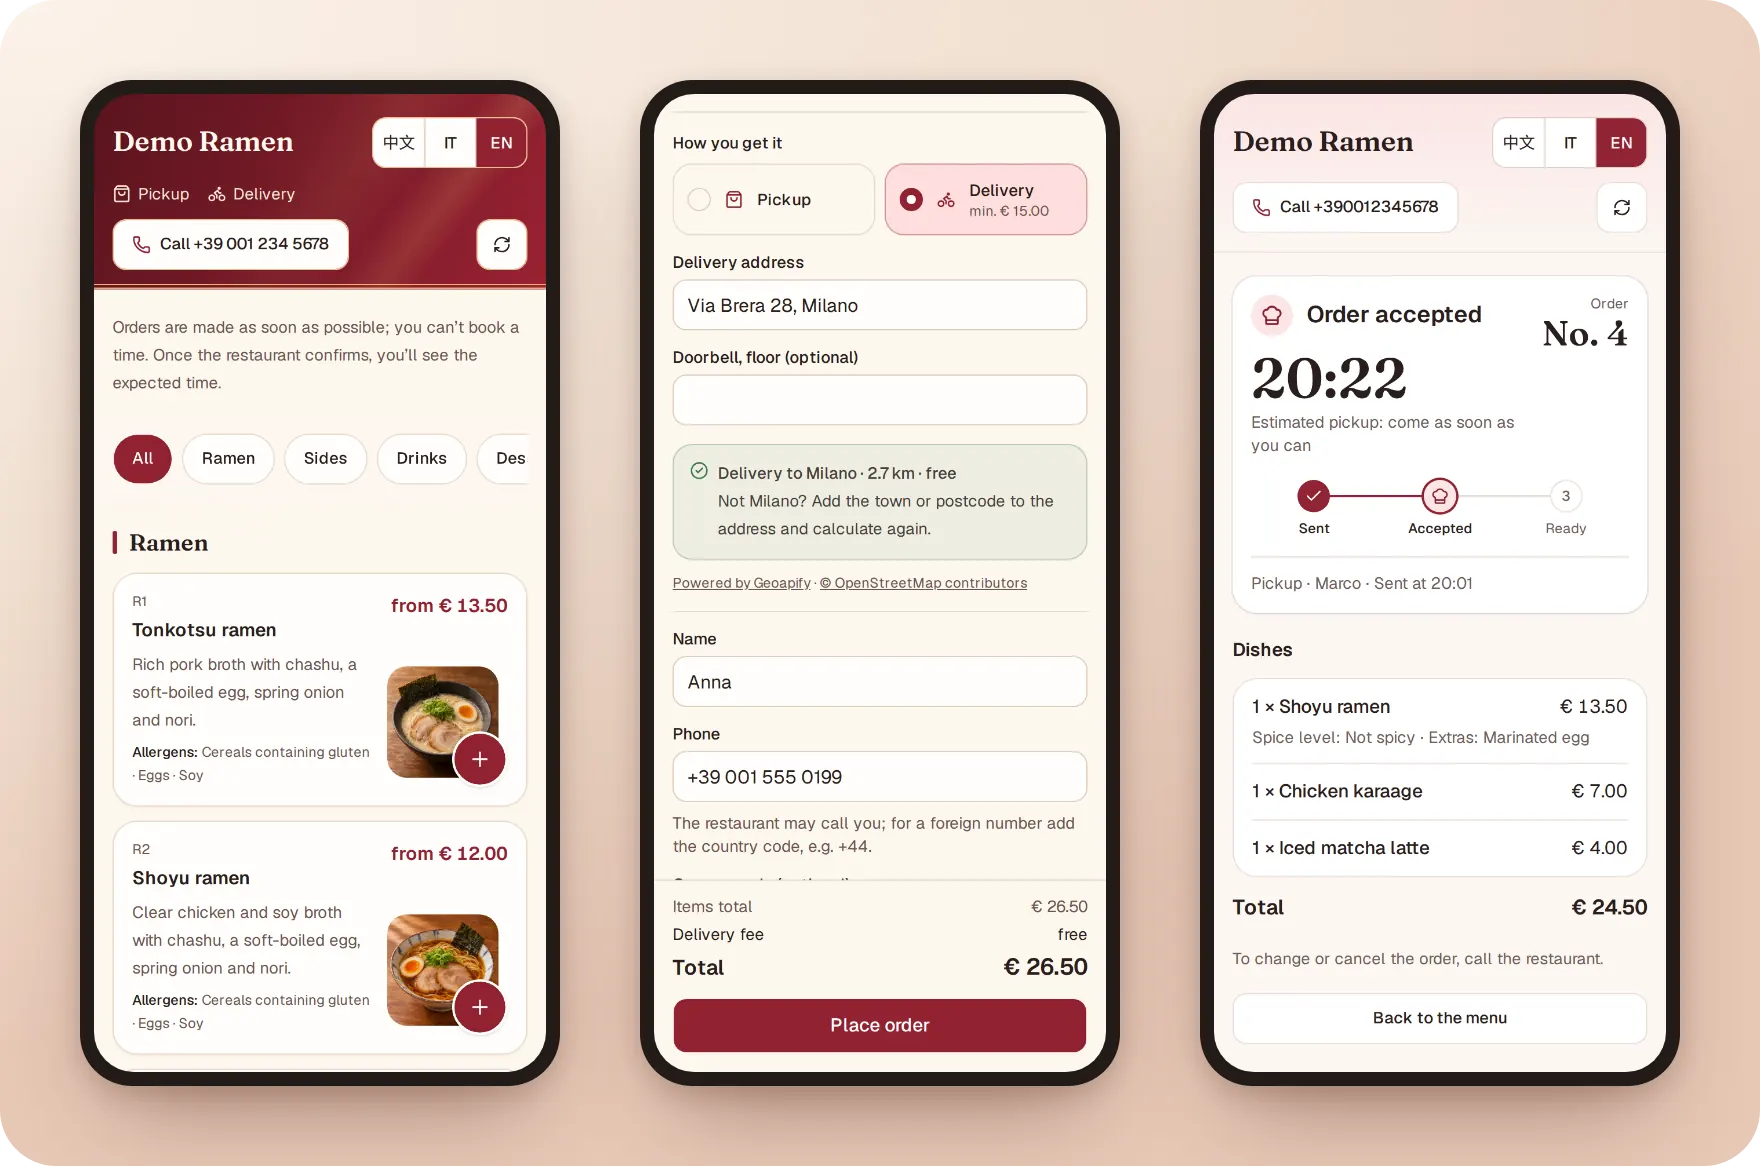 Demo Ramen
中文 IT EN
Pickup Delivery
Call +39 001 234 5678
Orders are made as soon as possible; you can't book a
time. Once the restaurant confirms, you'll see the
expected time.
All Ramen Sides Drinks Des
Ramen
R1
from € 13.50
Tonkotsu ramen
Rich pork broth with chashu, a
soft-boiled egg, spring onion
and nori.
Allergens: Cereals containing gluten
· Eggs · Soy
R2
from € 12.00
Shoyu ramen
Clear chicken and soy broth
with chashu, a soft-boiled egg,
spring onion and nori.
Allergens: Cereals containing gluten
· Eggs · Soy
How you get it
Pickup
Delivery
min. € 15.00
Delivery address
Via Brera 28, Milano
Doorbell, floor (optional)
Delivery to Milano · 2.7 km · free
Not Milano? Add the town or postcode to the
address and calculate again.
Powered by Geoapify · © OpenStreetMap contributors
Name
Anna
Phone
+39 001 555 0199
The restaurant may call you; for a foreign number add
the country code, e.g. +44.
Items total € 26.50
Delivery fee free
Total € 26.50
Place order
Demo Ramen
中文 IT EN
Call +390012345678
Order accepted
Order
No. 4
20:22
Estimated pickup: come as soon as
you can
3
Sent Accepted Ready
Pickup · Marco · Sent at 20:01
Dishes
1 × Shoyu ramen € 13.50
Spice level: Not spicy · Extras: Marinated egg
1 × Chicken karaage € 7.00
1 × Iced matcha latte € 4.00
Total € 24.50
To change or cancel the order, call the restaurant.
Back to the menu